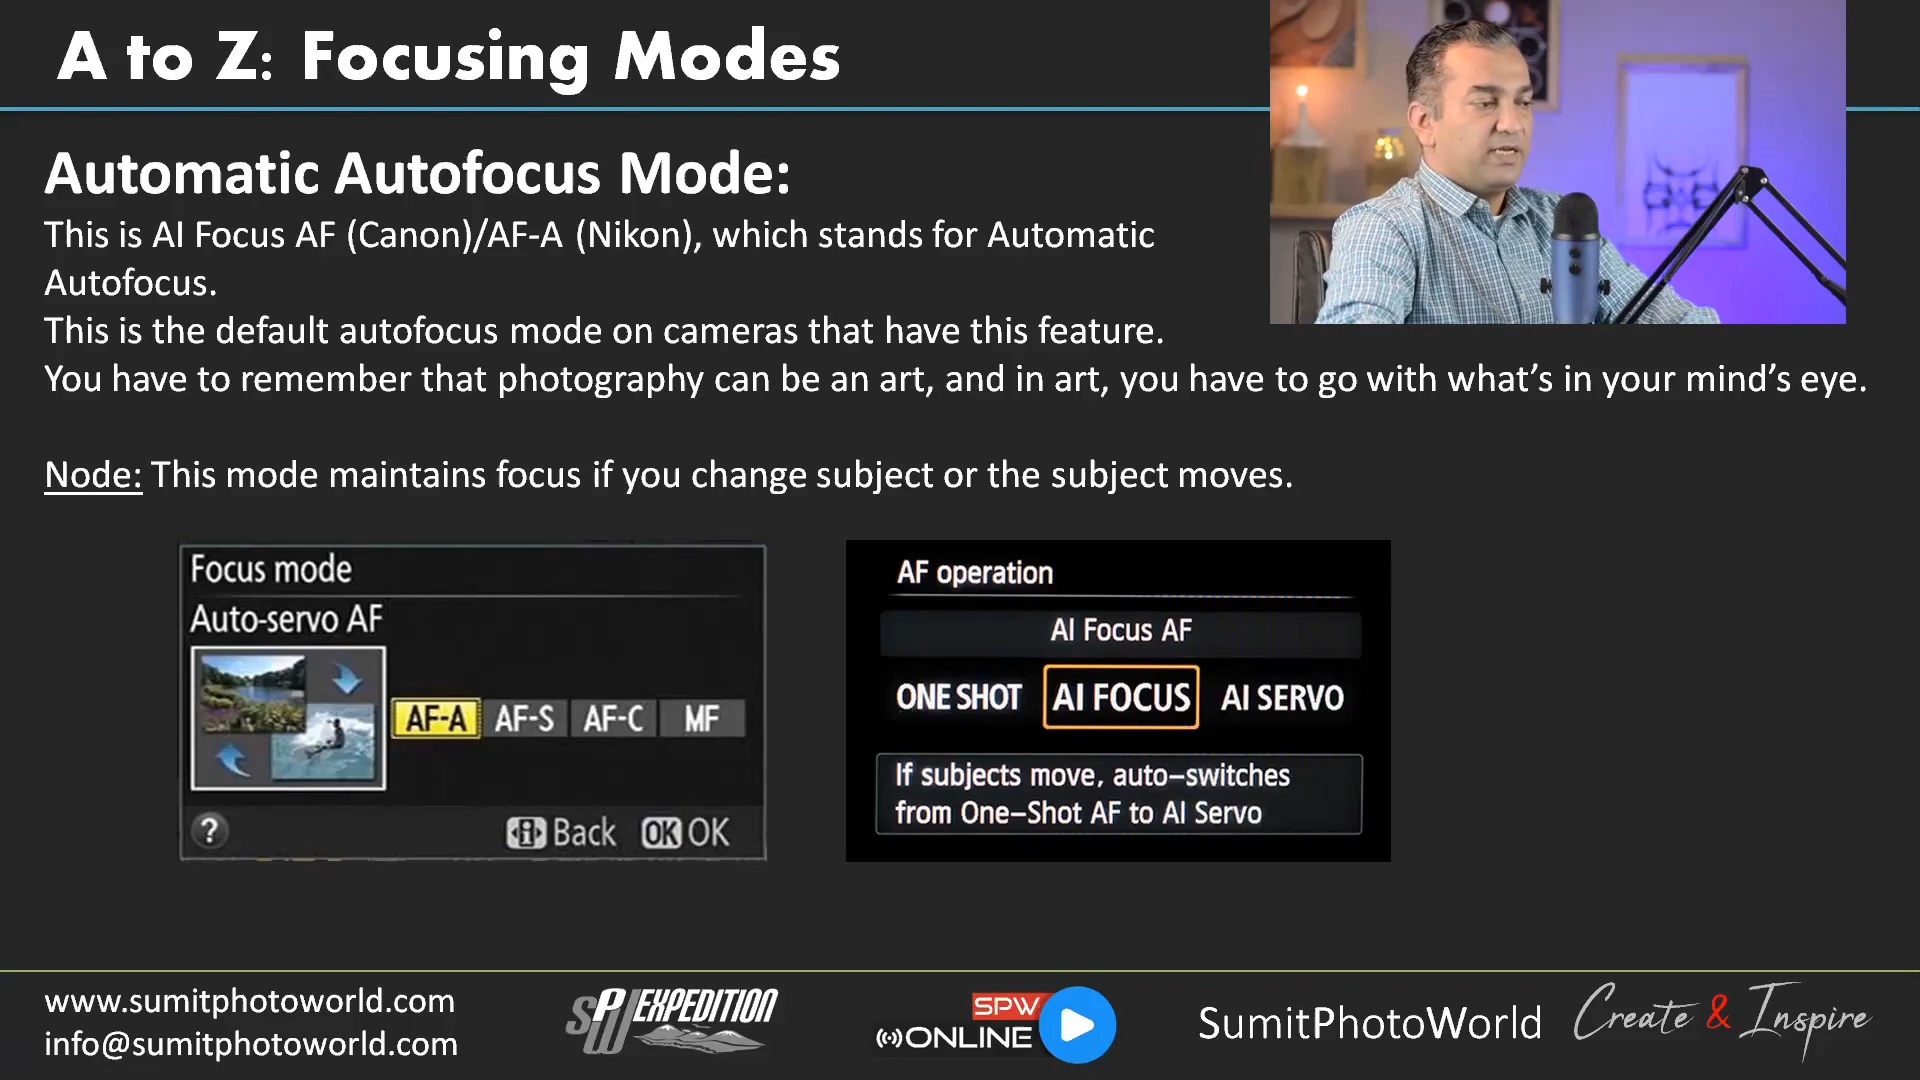 A to Z: Focusing Modes
Automatic Autofocus Mode:
This is AI Focus AF (Canon)/AF-A (Nikon), which stands for Automatic
Autofocus.
This is the default autofocus mode on cameras that have this feature.
You have to remember that photography can be an art, and in art, you have to go with what’s in your mind’s eye.
Node: This mode maintains focus if you change subject or the subject moves.
Focus mode
Auto-servo AF
AF-A AF-S AF-C MF
? i Back OK OK
AF operation
AI Focus AF
ONE SHOT AI FOCUS AI SERVO
If subjects move, auto-switches
from One-Shot AF to AI Servo
www.sumitphotoworld.com
info@sumitphotoworld.com
SPW EXPEDITION
SPW
ONLINE
SumitPhotoWorld
Create & Inspire